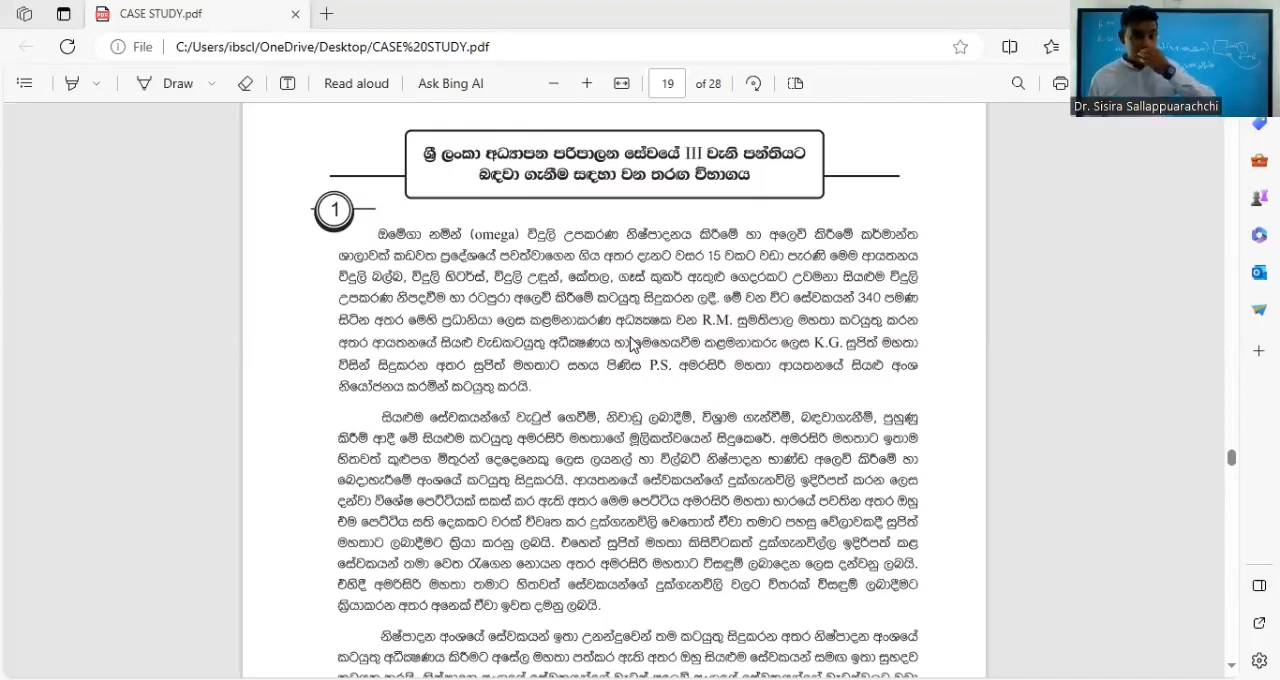 CASE STUDY.pdf
File C:/Users/ibscl/OneDrive/Desktop/CASE%20STUDY.pdf
Draw Read aloud Ask Bing AI 19 of 28
Dr. Sisira Sallappuarachchi
ශ්‍රී ලංකා අධ්‍යාපන පරිපාලන සේවයේ III වැනි පන්තියට
බඳවා ගැනීම සඳහා වන තරඟ විභාගය
1
ඔමේගා නමින් (omega) විදුලි උපකරණ නිෂ්පාදනය කිරීමේ හා අලෙවි කිරීමේ කර්මාන්ත
ශාලාවක් කඩවත ප්‍රදේශයේ පවත්වාගෙන ගිය අතර දැනට වසර 15 වකට වඩා පැරණි මෙම ආයතනය
විදුලි බල්බ, විදුලි හිටර්ස්, විදුලි උඳුන්, කේතල, ගෑස් කුකර් ඇතුළු ගෙදරකට උවමනා සියළුම විදුලි
උපකරණ නිපදවීම හා රටපුරා අලෙවි කිරීමේ කටයුතු සිදුකරන ලදී. මේ වන විට සේවකයන් 340 පමණ
සිටින අතර මෙහි ප්‍රධානියා ලෙස කළමනාකරණ අධ්‍යක්ෂක වන R.M. සුමතිපාල මහතා කටයුතු කරන
අතර ආයතනයේ සියළු වැඩකටයුතු අධීක්ෂණය හා මෙහෙයවීම කළමනාකරු ලෙස K.G. සුජිත් මහතා
විසින් සිදුකරන අතර සුජිත් මහතාට සහය පිණිස P.S. අමරසිරි මහතා ආයතනයේ සියළු අංශ
නියෝජනය කරමින් කටයුතු කරයි.
සියළුම සේවකයන්ගේ වැටුප් ගෙවීම්, නිවාඩු ලබාදීම්, විශ්‍රාම ගැන්වීම්, බඳවාගැනීම්, පුහුණු
කිරීම් ආදී මේ සියළුම කටයුතු අමරසිරි මහතාගේ මූලිකත්වයෙන් සිදුකෙරේ. අමරසිරි මහතාට ඉතාම
හිතවත් කුළුපග මිතුරන් දෙදෙනෙකු ලෙස ලයනල් හා විල්බට් නිෂ්පාදන භාණ්ඩ අලෙවි කිරීමේ හා
බෙදාහැරීමේ අංශයේ කටයුතු සිදුකරයි. ආයතනයේ සේවකයන්ගේ දුක්ගැනවිලි ඉදිරිපත් කරන ලෙස
දන්වා විශේෂ පෙට්ටියක් සකස් කර ඇති අතර මෙම පෙට්ටිය අමරසිරි මහතා භාරයේ පවතින අතර ඔහු
එම පෙට්ටිය සති දෙකකට වරක් විවෘත කර දුක්ගැනවිලි වෙතොත් ඒවා තමාට පහසු වේලාවකදී සුජිත්
මහතාට ලබාදීමට ක්‍රියා කරනු ලබයි. එහෙත් සුජිත් මහතා කිසිවිටකත් දුක්ගැනවිල්ල ඉදිරිපත් කළ
සේවකයන් තමා වෙත රැගෙන නොයන අතර අමරසිරි මහතාට විසඳුම් ලබාදෙන ලෙස දන්වනු ලබයි.
එහිදී අමරිසිරි මහතා තමාට හිතවත් සේවකයන්ගේ දුක්ගැනවිලි වලට විතරක් විසඳුම් ලබාදීමට
ක්‍රියාකරන අතර අනෙක් ඒවා ඉවත දමනු ලබයි.
නිෂ්පාදන අංශයේ සේවකයන් ඉතා උනන්දුවෙන් තම කටයුතු සිදුකරන අතර නිෂ්පාදන අංශයේ
කටයුතු අධීක්ෂණය කිරීමට අසේල මහතා පත්කර ඇති අතර ඔහු සියළුම සේවකයන් සමඟ ඉතා සුහදව